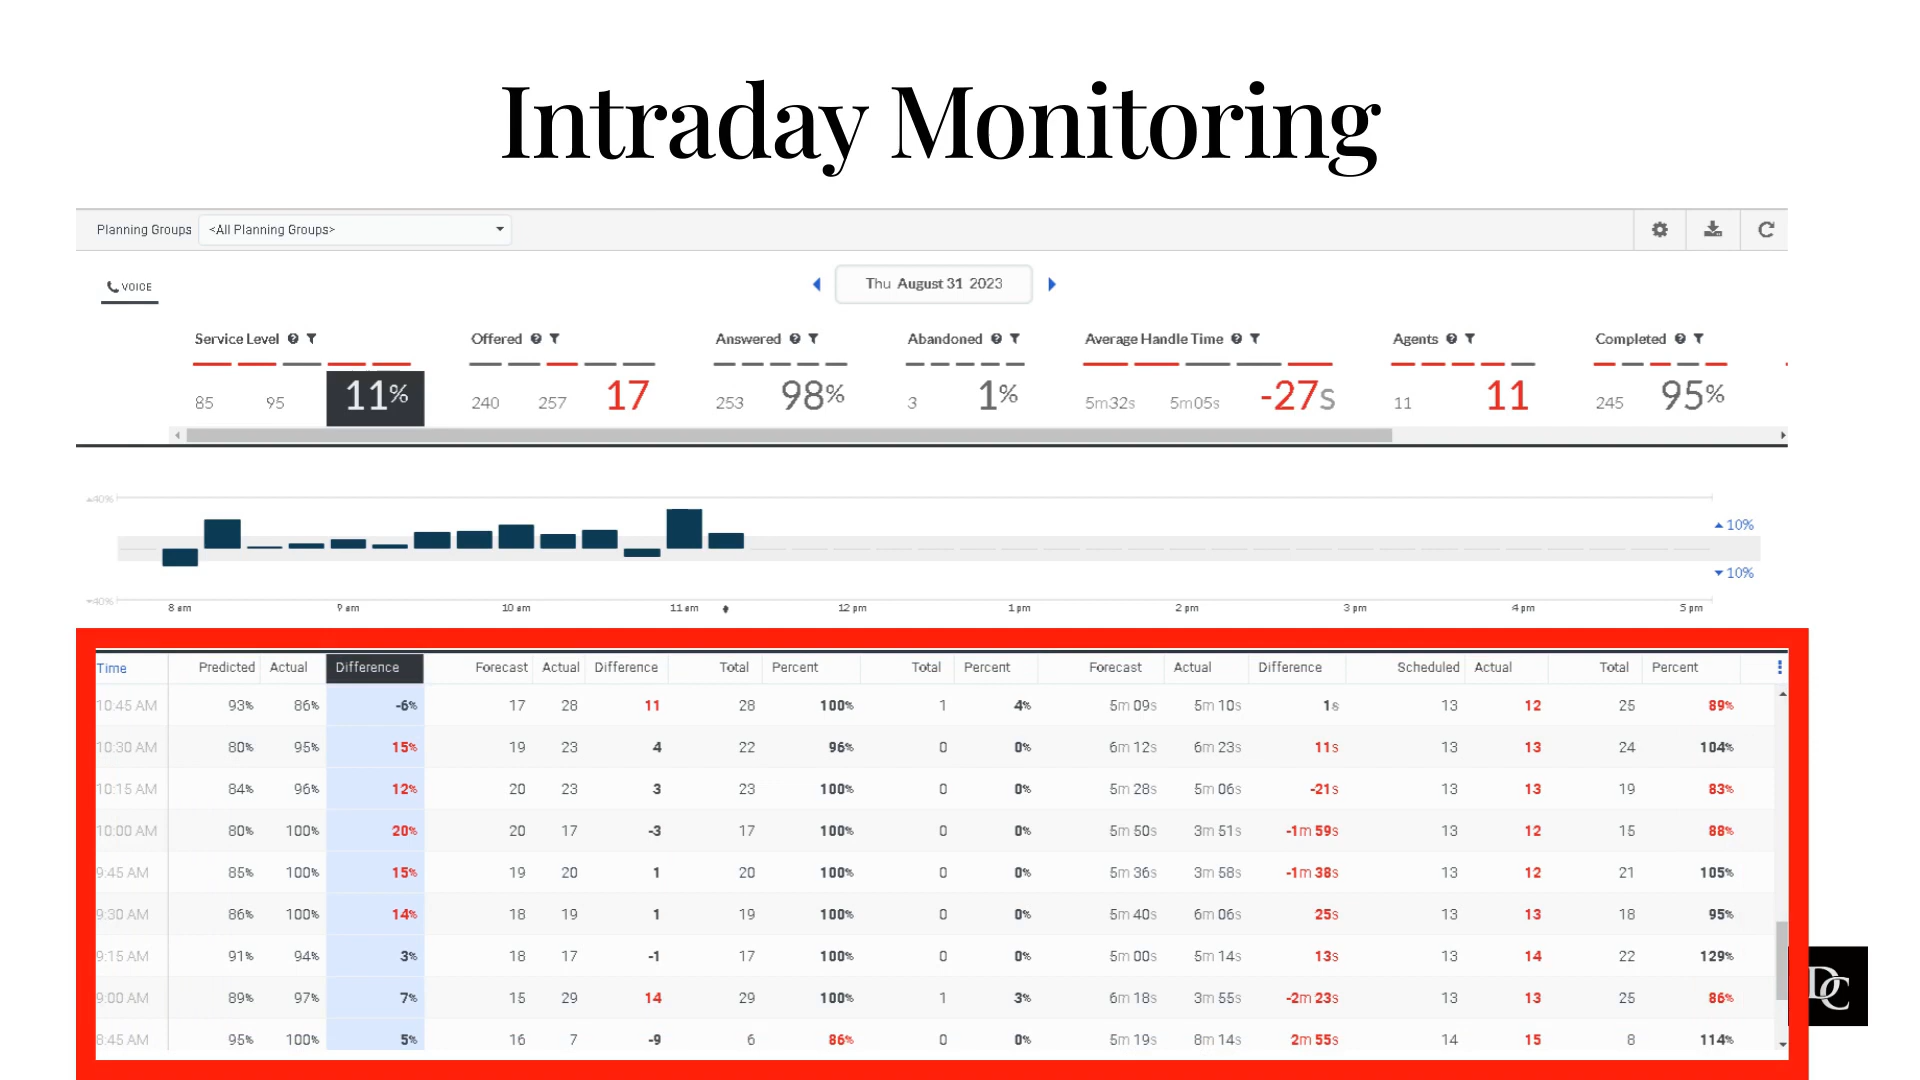 Intraday Monitoring
Planning Groups <All Planning Groups>
VOICE
Thu August 31 2023
Service Level Offered Answered Abandoned Average Handle Time Agents Completed
85 95 11% 240 257 17 253 98% 3 1% 5m32s 5m05s -27s 11 11 245 95%
40%
10%
10%
40%
8 am 9 am 10 am 11 am 12 pm 1 pm 2 pm 3 pm 4 pm 5 pm
Time Predicted Actual Difference Forecast Actual Difference Total Percent Total Percent Forecast Actual Difference Scheduled Actual Total Percent
10:45 AM 93% 86% -6% 17 28 11 28 100% 1 4% 5m 09s 5m 10s 1s 13 12 25 89%
10:30 AM 80% 95% 15% 19 23 4 22 96% 0 0% 6m 12s 6m 23s 11s 13 13 24 104%
10:15 AM 84% 96% 12% 20 23 3 23 100% 0 0% 5m 28s 5m 06s -21s 13 13 19 83%
10:00 AM 80% 100% 20% 20 17 -3 17 100% 0 0% 5m 50s 3m 51s -1m 59s 13 12 15 88%
9:45 AM 85% 100% 15% 19 20 1 20 100% 0 0% 5m 36s 3m 58s -1m 38s 13 12 21 105%
9:30 AM 86% 100% 14% 18 19 1 19 100% 0 0% 5m 40s 6m 06s 25s 13 13 18 95%
9:15 AM 91% 94% 3% 18 17 -1 17 100% 0 0% 5m 00s 5m 14s 13s 13 14 22 129%
9:00 AM 89% 97% 7% 15 29 14 29 100% 1 3% 6m 18s 3m 55s -2m 23s 13 13 25 86%
8:45 AM 95% 100% 5% 16 7 -9 6 86% 0 0% 5m 19s 8m 14s 2m 55s 14 15 8 114%
DC